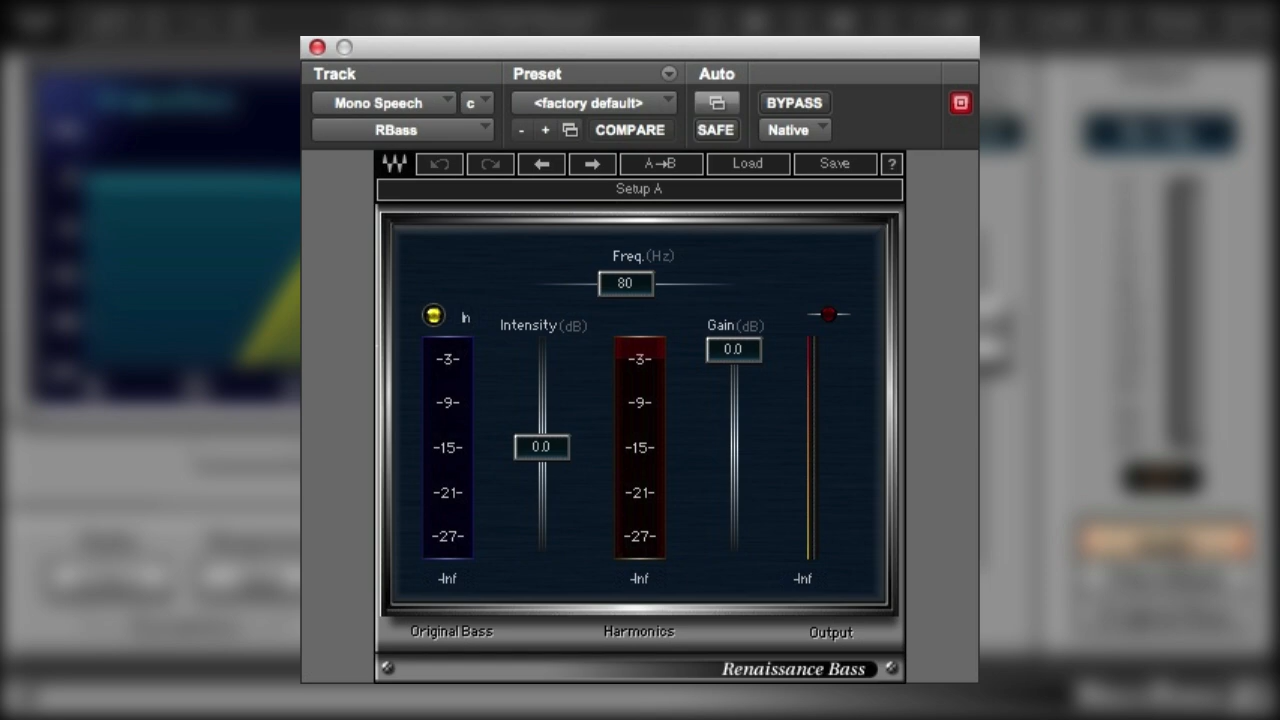 Track Preset Auto
Mono Speech c <factory default> BYPASS
RBass - + COMPARE SAFE Native
A→B Load Save ?
Setup A
Freq.(Hz)
80
In Intensity(dB) Gain(dB)
0.0
-3- -3-
-9- -9-
-15- 0.0 -15-
-21- -21-
-27- -27-
-Inf -Inf -Inf
Original Bass Harmonics Output
Renaissance Bass